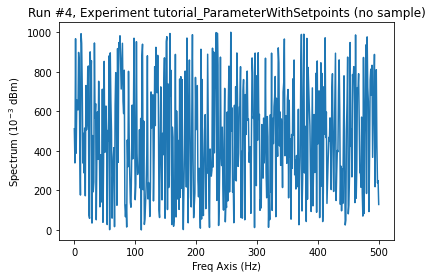 Run #4, Experiment tutorial_ParameterWithSetpoints (no sample)
1000
800
600
400
200
0
Spectrum (10⁻³ dBm)
0 100 200 300 400 500
Freq Axis (Hz)